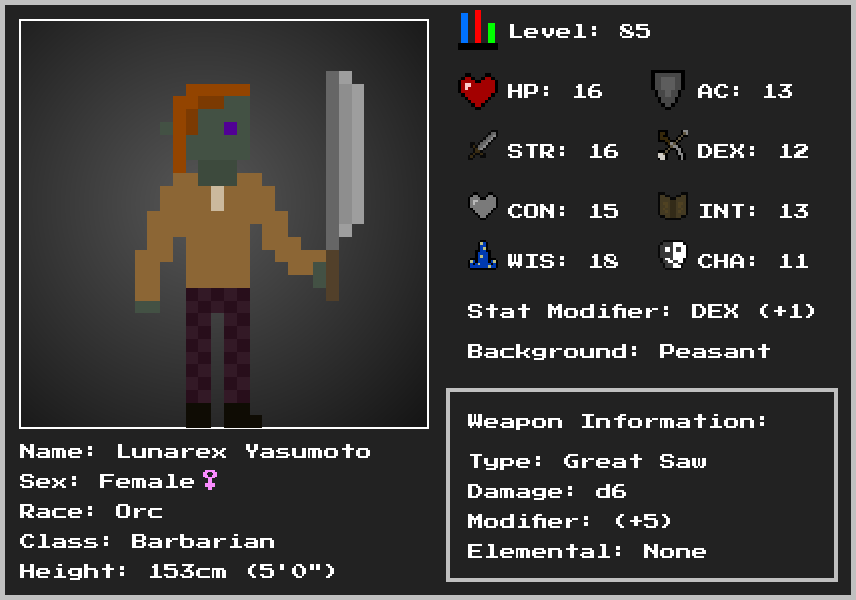 Level: 85
HP: 16
AC: 13
STR: 16
DEX: 12
CON: 15
INT: 13
WIS: 18
CHA: 11
Stat Modifier: DEX (+1)
Background: Peasant
Weapon Information:
Type: Great Saw
Damage: d6
Modifier: (+5)
Elemental: None
Name: Lunarex Yasumoto
Sex: Female♀
Race: Orc
Class: Barbarian
Height: 153cm (5'0")